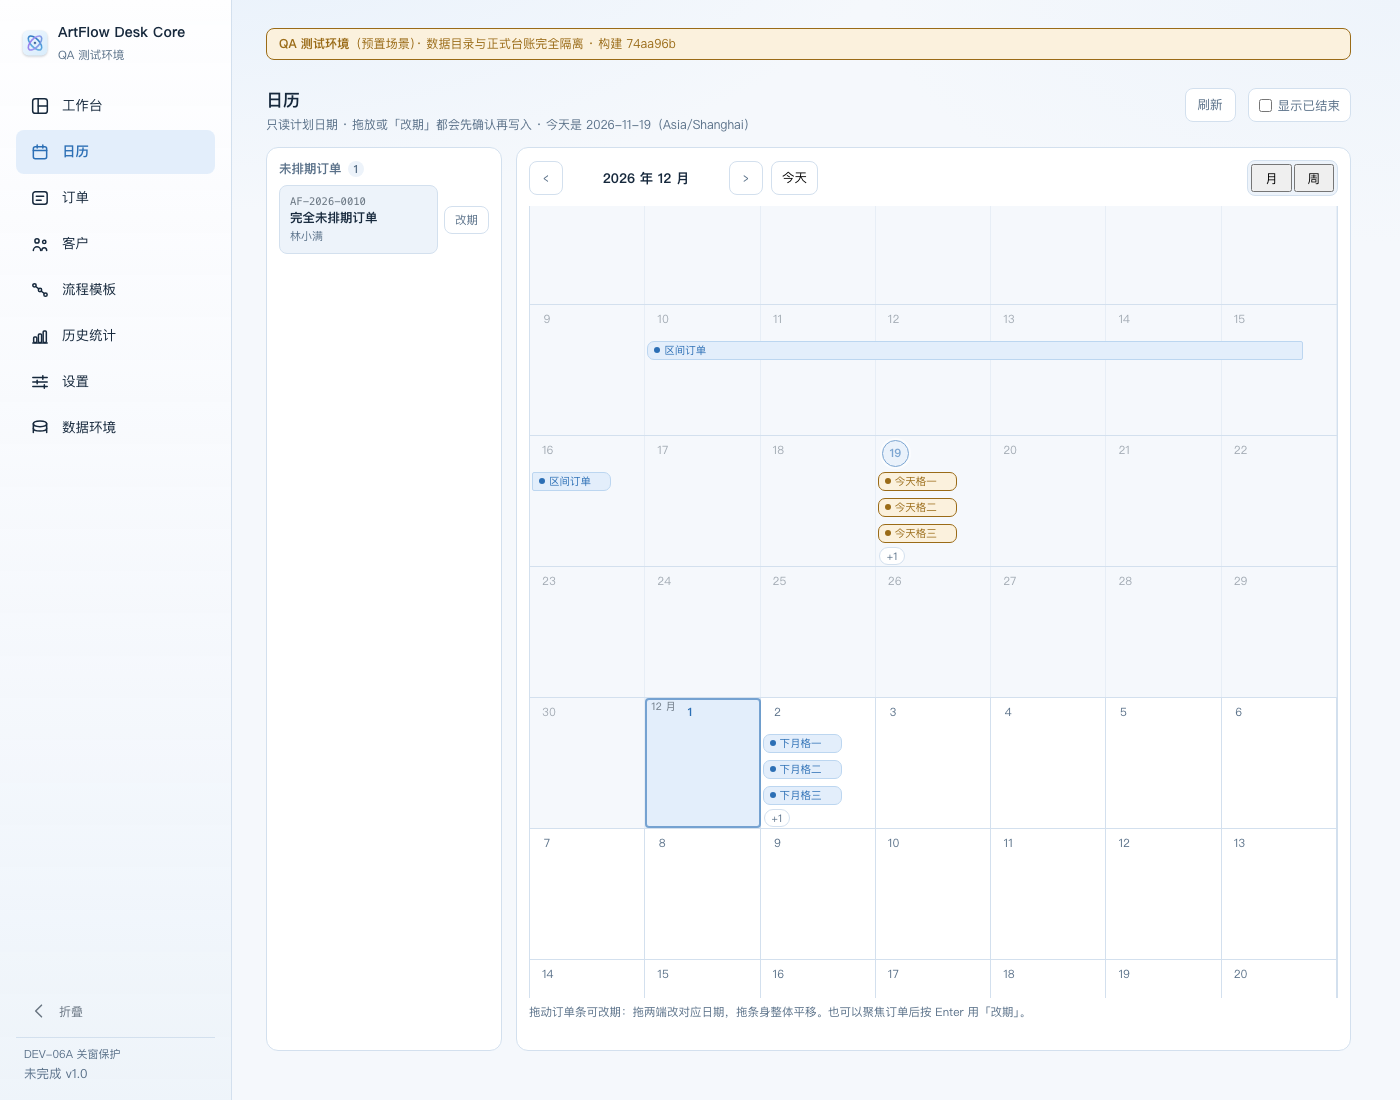 ArtFlow Desk Core
QA 测试环境
工作台
日历
订单
客户
流程模板
历史统计
设置
数据环境
折叠
DEV-06A 关窗保护
未完成 v1.0
QA 测试环境（预置场景）· 数据目录与正式台账完全隔离 · 构建 74aa96b
日历
只读计划日期 · 拖放或「改期」都会先确认再写入 · 今天是 2026-11-19（Asia/Shanghai）
刷新
显示已结束
未排期订单 1
AF-2026-0010
完全未排期订单
林小满
改期
‹ 2026 年 12 月 › 今天
月 周
9 10 11 12 13 14 15
区间订单
16 17 18 19 20 21 22
区间订单 今天格一
今天格二
今天格三
+1
23 24 25 26 27 28 29
30 12 月 1 2 3 4 5 6
下月格一
下月格二
下月格三
+1
7 8 9 10 11 12 13
14 15 16 17 18 19 20
拖动订单条可改期：拖两端改对应日期，拖条身整体平移。也可以聚焦订单后按 Enter 用「改期」。